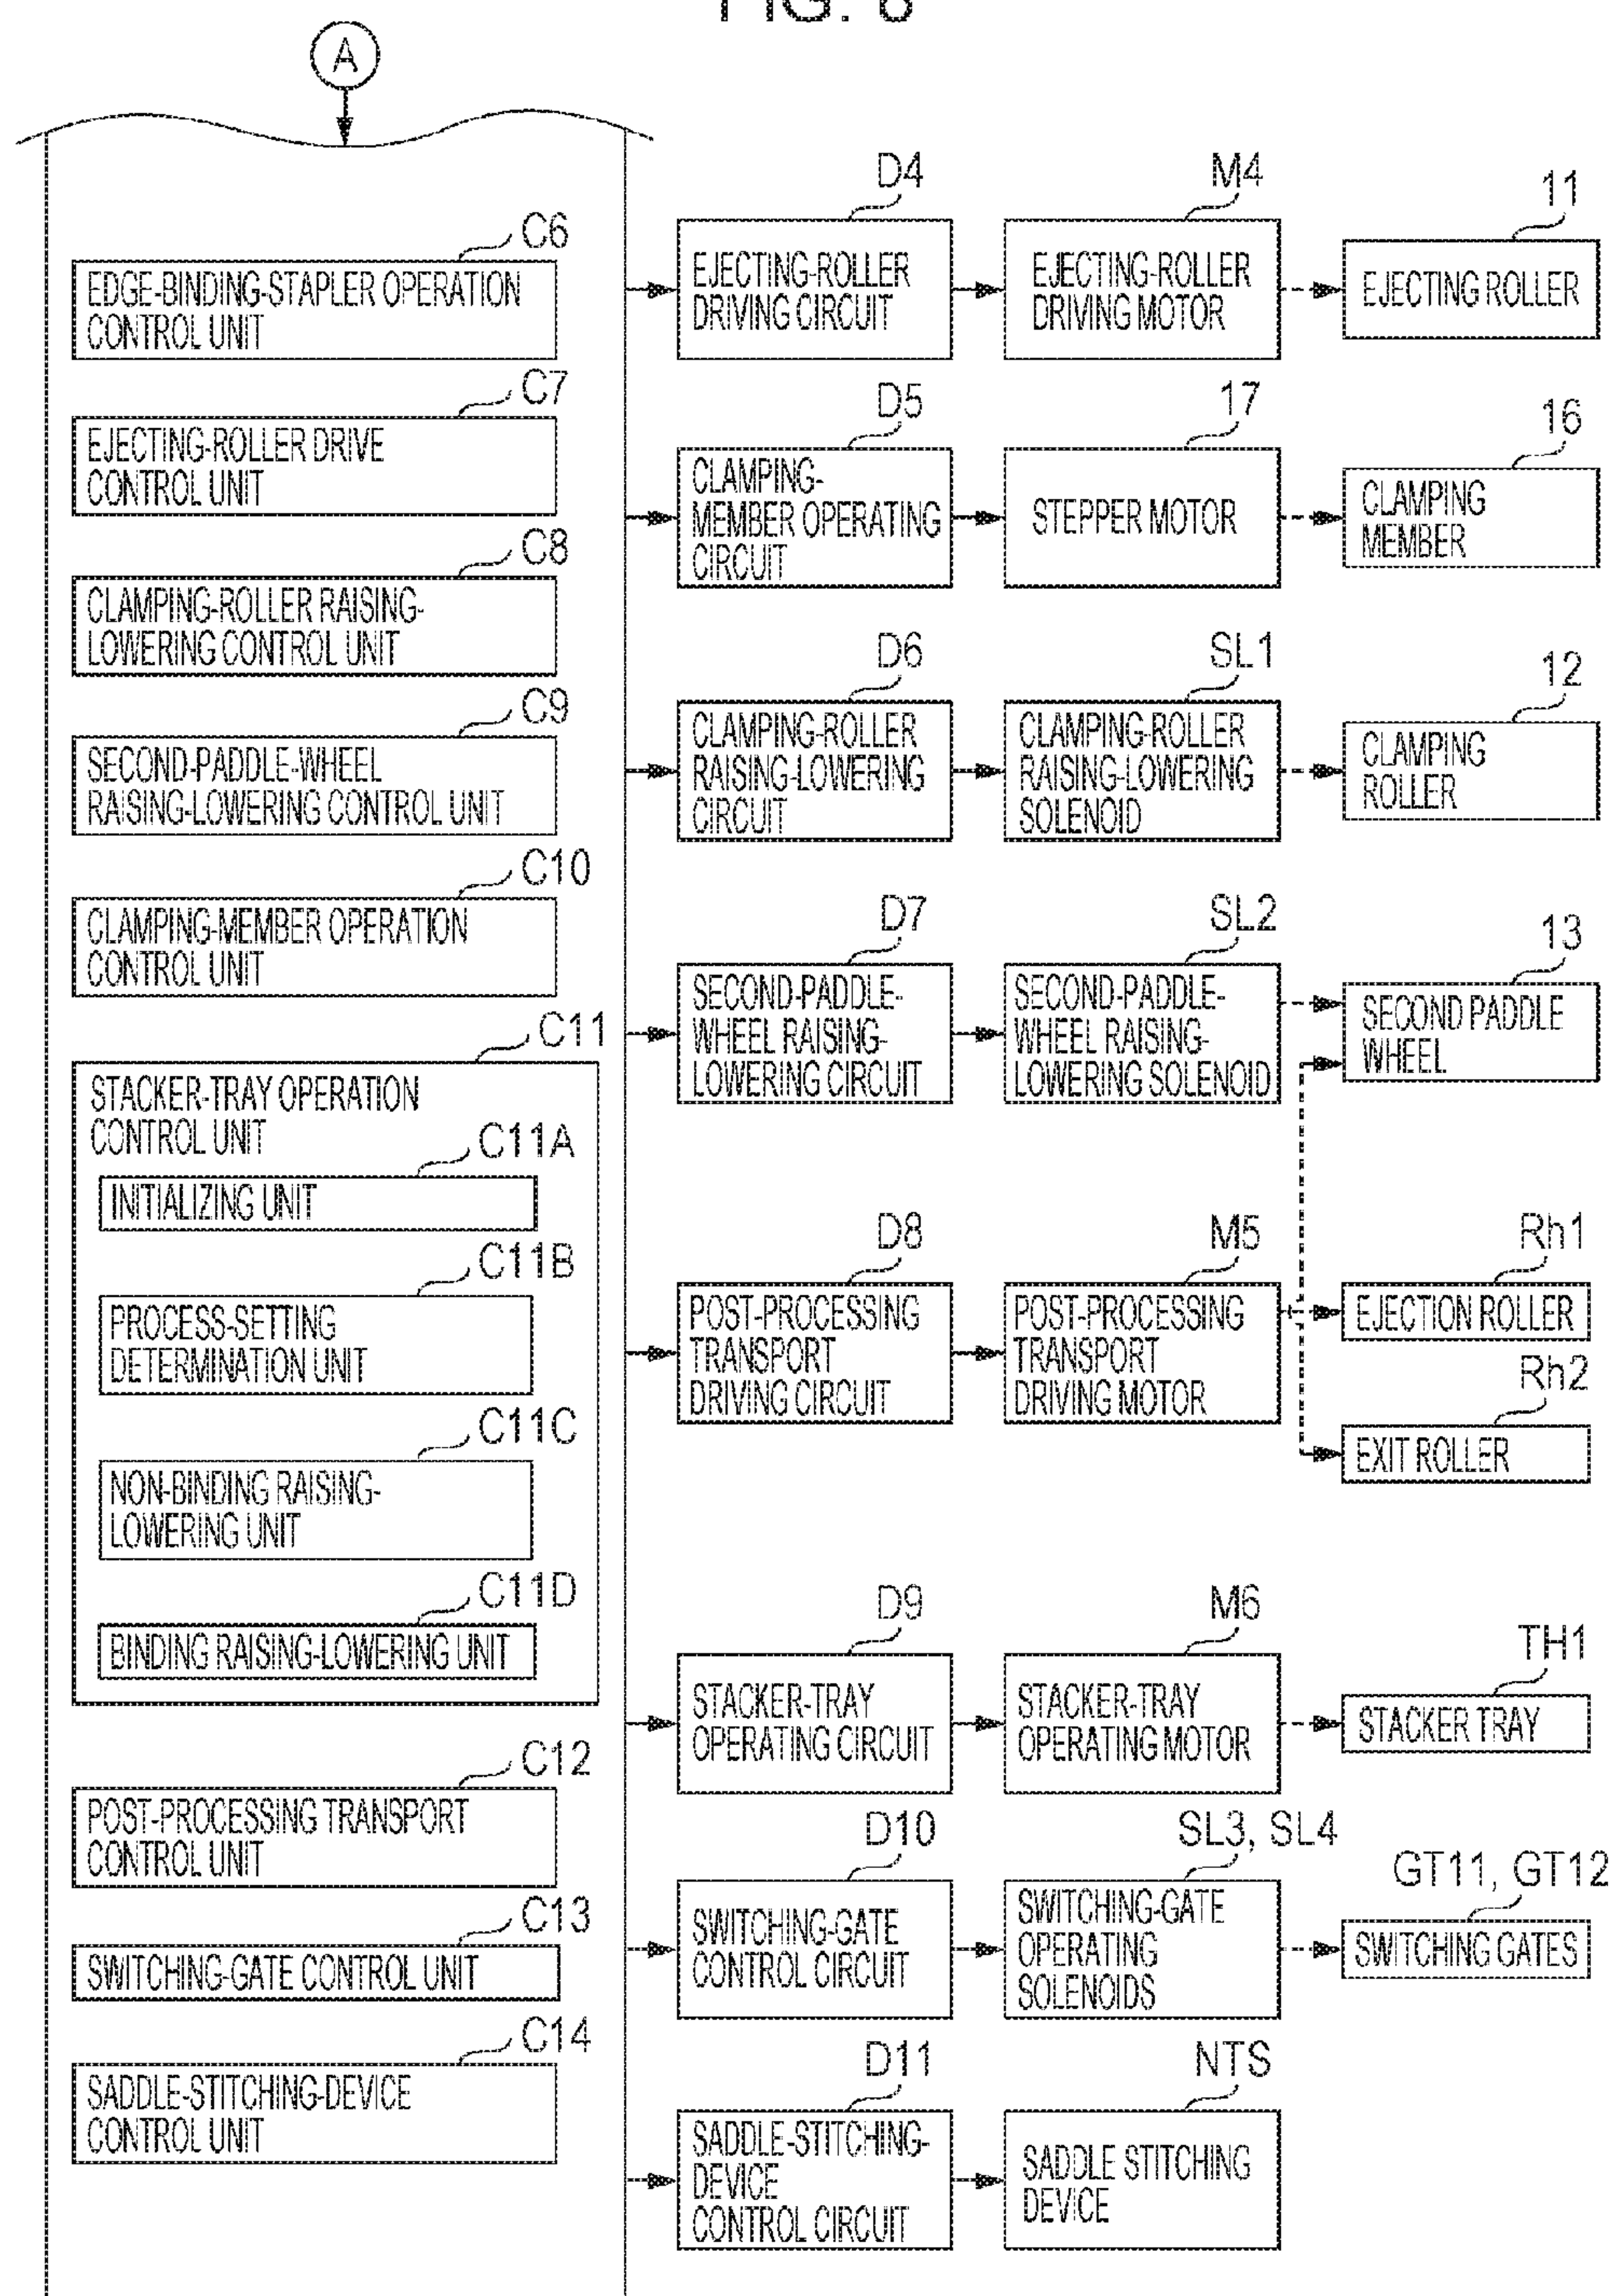 FIG. 8
A
C6
EDGE-BINDING-STAPLER OPERATION
CONTROL UNIT
C7
EJECTING-ROLLER DRIVE
CONTROL UNIT
C8
CLAMPING-ROLLER RAISING-
LOWERING CONTROL UNIT
C9
SECOND-PADDLE-WHEEL
RAISING-LOWERING CONTROL UNIT
C10
CLAMPING-MEMBER OPERATION
CONTROL UNIT
C11
STACKER-TRAY OPERATION
CONTROL UNIT
C11A
INITIALIZING UNIT
C11B
PROCESS-SETTING
DETERMINATION UNIT
C11C
NON-BINDING RAISING-
LOWERING UNIT
C11D
BINDING RAISING-LOWERING UNIT
C12
POST-PROCESSING TRANSPORT
CONTROL UNIT
C13
SWITCHING-GATE CONTROL UNIT
C14
SADDLE-STITCHING-DEVICE
CONTROL UNIT
D4
EJECTING-ROLLER
DRIVING CIRCUIT
M4
EJECTING-ROLLER
DRIVING MOTOR
11
EJECTING ROLLER
D5
CLAMPING-
MEMBER OPERATING
CIRCUIT
17
STEPPER MOTOR
16
CLAMPING
MEMBER
D6
CLAMPING-ROLLER
RAISING-LOWERING
CIRCUIT
SL1
CLAMPING-ROLLER
RAISING-LOWERING
SOLENOID
12
CLAMPING
ROLLER
D7
SECOND-PADDLE-
WHEEL RAISING-
LOWERING CIRCUIT
SL2
SECOND-PADDLE-
WHEEL RAISING-
LOWERING SOLENOID
13
SECOND PADDLE
WHEEL
D8
POST-PROCESSING
TRANSPORT
DRIVING CIRCUIT
M5
POST-PROCESSING
TRANSPORT
DRIVING MOTOR
Rh1
EJECTION ROLLER
Rh2
EXIT ROLLER
D9
STACKER-TRAY
OPERATING CIRCUIT
M6
STACKER-TRAY
OPERATING MOTOR
TH1
STACKER TRAY
D10
SWITCHING-GATE
CONTROL CIRCUIT
SL3, SL4
SWITCHING-GATE
OPERATING
SOLENOIDS
GT11, GT12
SWITCHING GATES
D11
SADDLE-STITCHING-
DEVICE
CONTROL CIRCUIT
NTS
SADDLE STITCHING
DEVICE